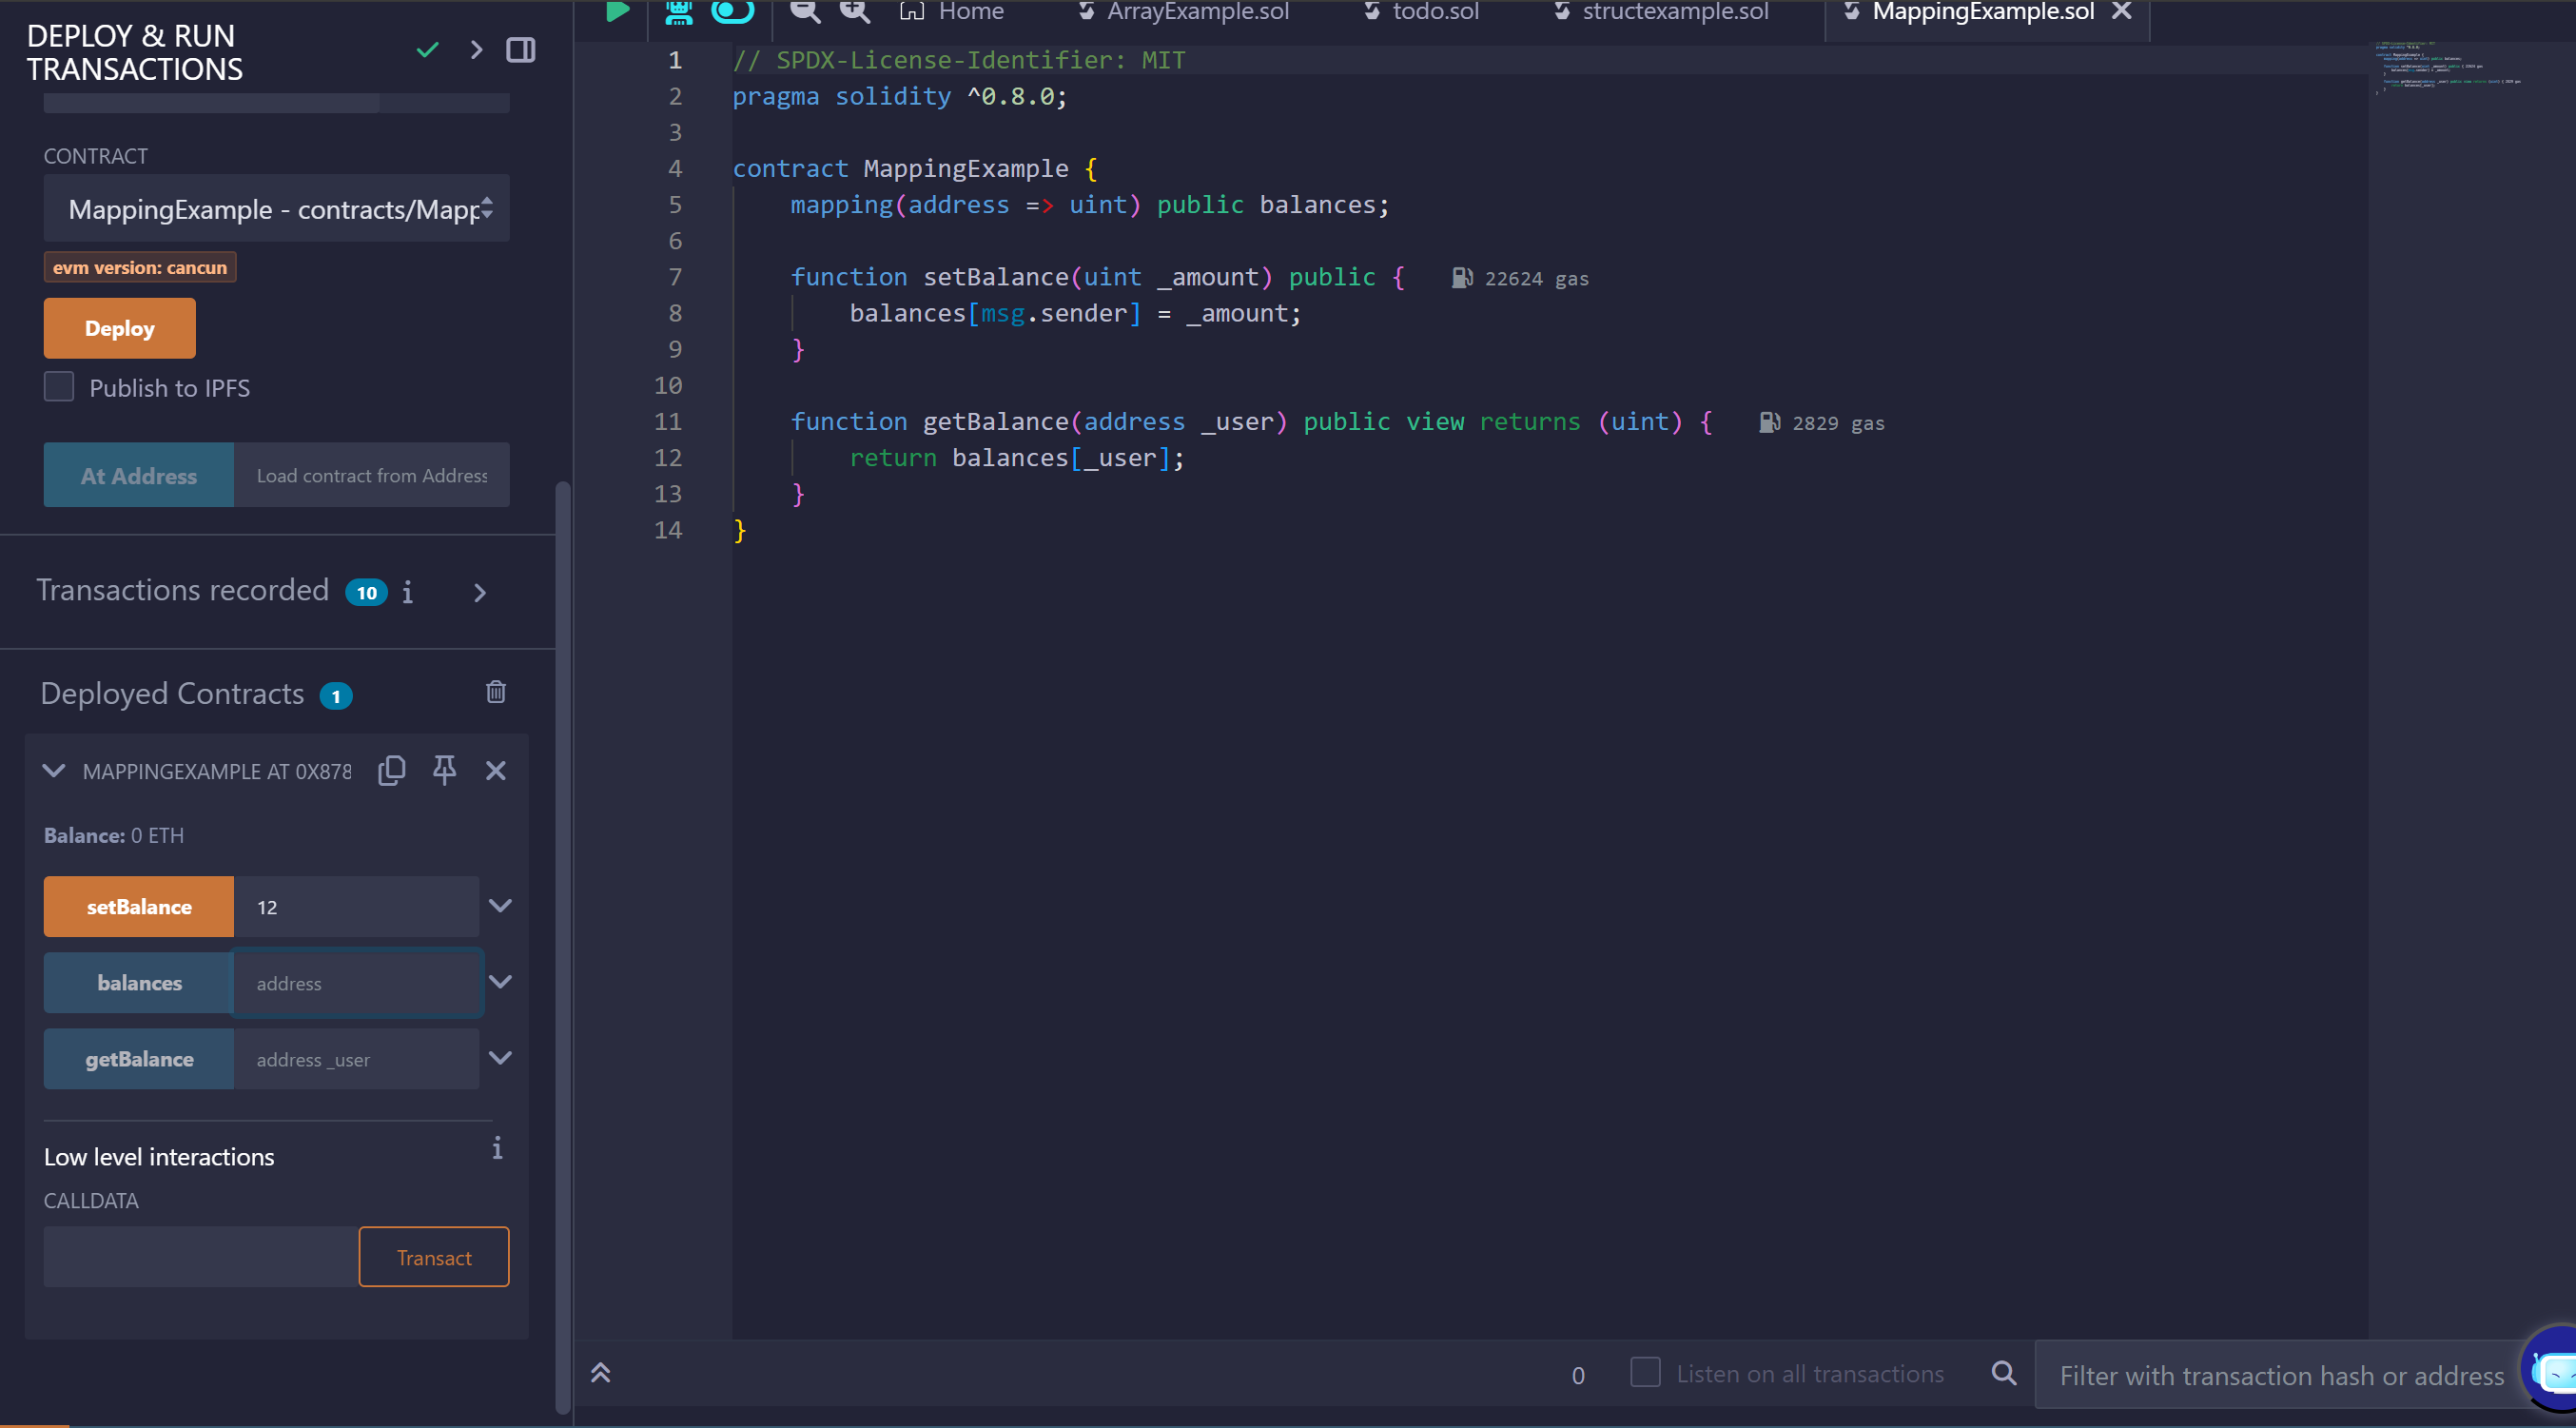 DEPLOY & RUN
TRANSACTIONS
CONTRACT
MappingExample - contracts/Mapp
evm version: cancun
Deploy
Publish to IPFS
At Address
Load contract from Address
Transactions recorded 10 i
Deployed Contracts 1
MAPPINGEXAMPLE AT 0X878
Balance: 0 ETH
setBalance
12
balances
address
getBalance
address _user
Low level interactions
i
CALLDATA
Transact
Home
ArrayExample.sol
todo.sol
structexample.sol
MappingExample.sol
1 // SPDX-License-Identifier: MIT
2 pragma solidity ^0.8.0;
3
4 contract MappingExample {
5 mapping(address => uint) public balances;
6
7 function setBalance(uint _amount) public { 22624 gas
8 balances[msg.sender] = _amount;
9 }
10
11 function getBalance(address _user) public view returns (uint) { 2829 gas
12 return balances[_user];
13 }
14 }
0
Listen on all transactions
Filter with transaction hash or address